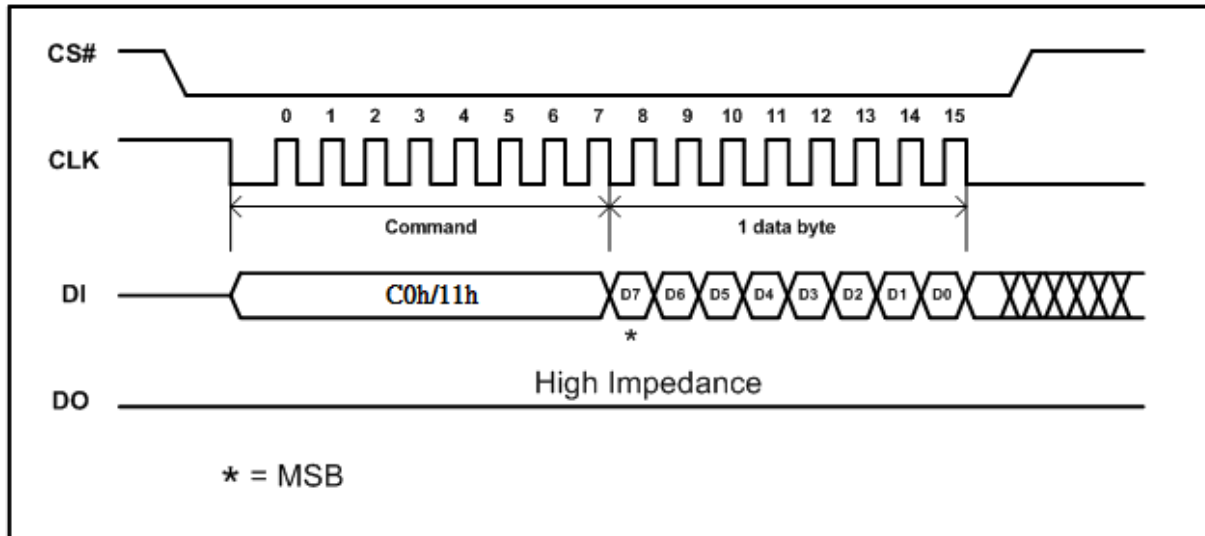 CS#
0 1 2 3 4 5 6 7 8 9 10 11 12 13 14 15
CLK
Command 1 data byte
DI C0h/11h D7 D6 D5 D4 D3 D2 D1 D0
*
High Impedance
DO
* = MSB